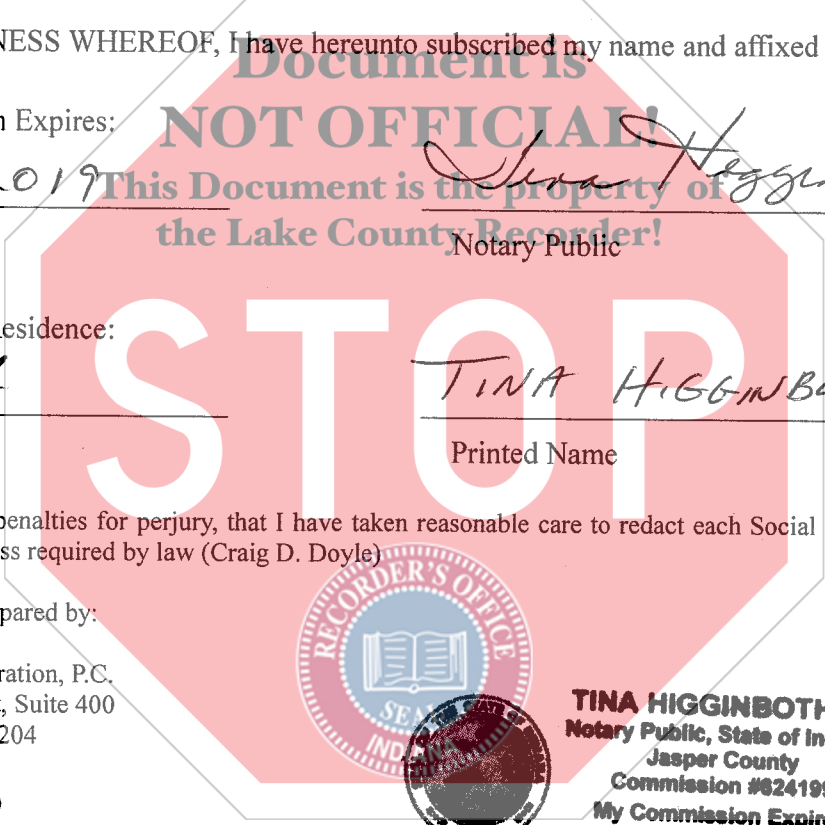 NESS WHEREOF, I have hereunto subscribed my name and affixed
Document is
Expires:
NOT OFFICIAL!
019
Tina Higgin
This Document is the property of
the Lake County Recorder!
Notary Public
esidence:
STOP
TINA HIGGINB
Printed Name
penalties for perjury, that I have taken reasonable care to redact each Social
ss required by law (Craig D. Doyle)
RECORDER'S OFFICE
pared by:
ration, P.C.
, Suite 400
204
SEAL
INDIANA
TINA HIGGINBOTH
Notary Public, State of In
Jasper County
Commission #624199
My Commission Expir